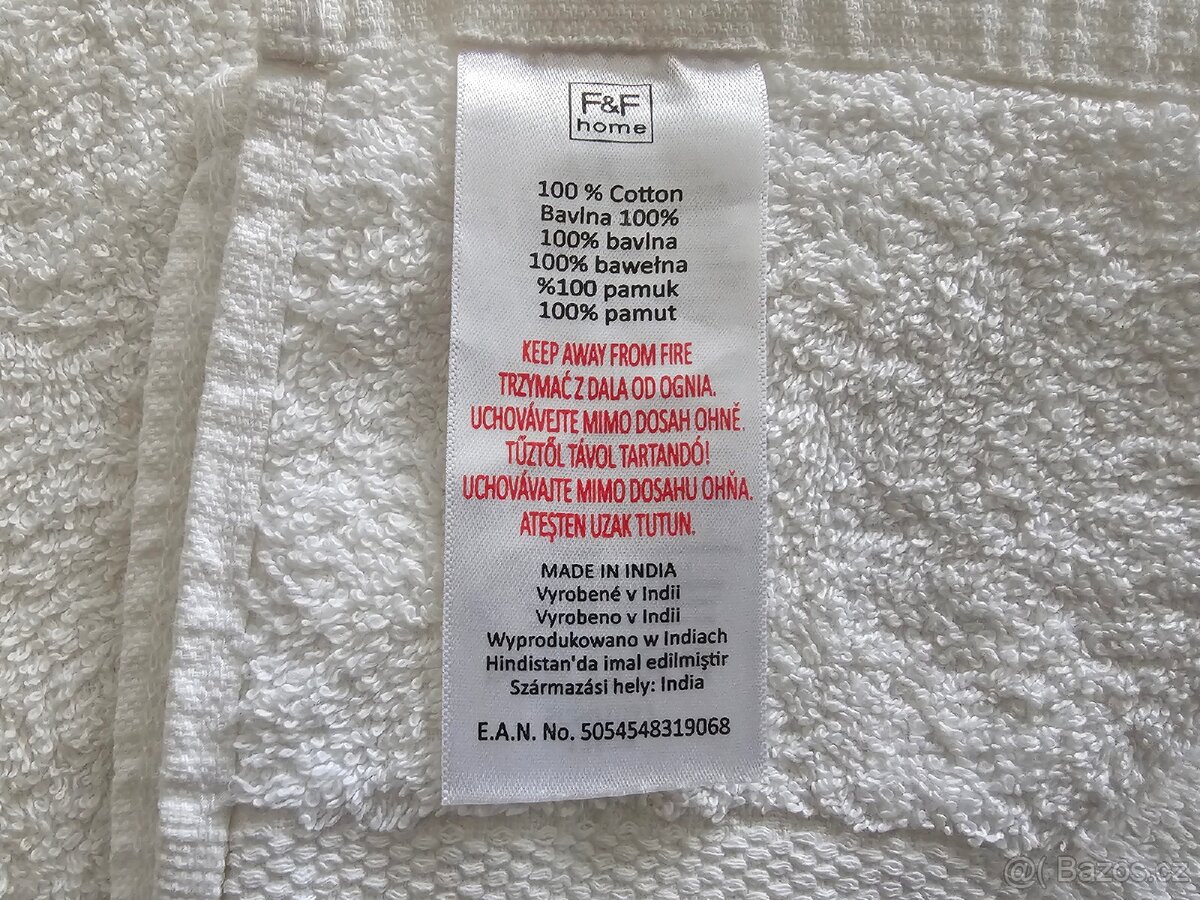 F&F
home
100 % Cotton
Bavlna 100%
100% bavlna
100% bawełna
%100 pamuk
100% pamut
KEEP AWAY FROM FIRE
TRZYMAĆ Z DALA OD OGNIA.
UCHOVÁVEJTE MIMO DOSAH OHNĚ.
TŰZTŐL TÁVOL TARTANDÓ!
UCHOVÁVAJTE MIMO DOSAHU OHŇA.
ATEŞTEN UZAK TUTUN.
MADE IN INDIA
Vyrobené v Indii
Vyrobeno v Indii
Wyprodukowano w Indiach
Hindistan'da imal edilmiştir
Származási hely: India
E.A.N. No. 5054548319068
@( Bazos.cz